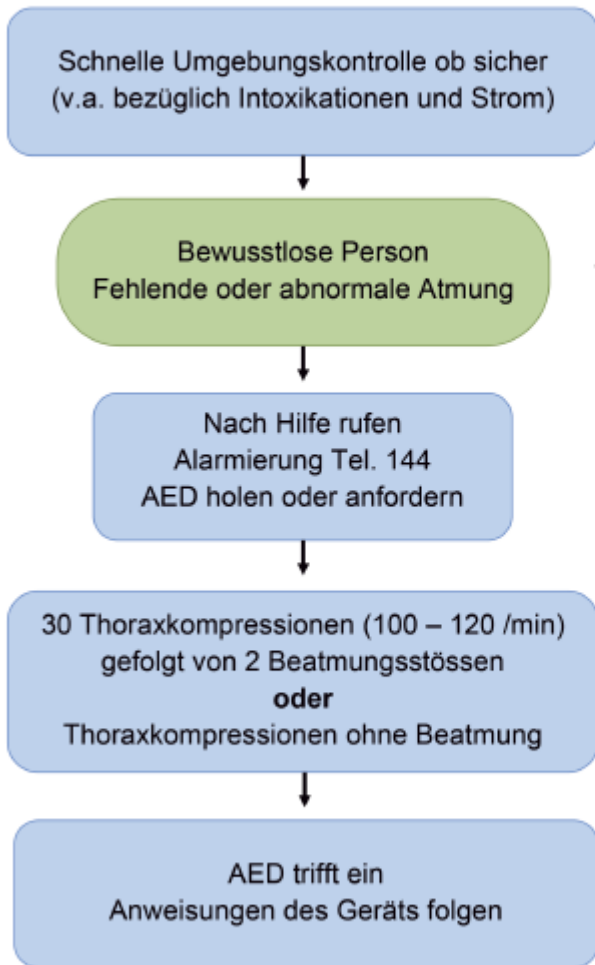 Schnelle Umgebungskontrolle ob sicher
(v.a. bezüglich Intoxikationen und Strom)
Bewusstlose Person
Fehlende oder abnormale Atmung
Nach Hilfe rufen
Alarmierung Tel. 144
AED holen oder anfordern
30 Thoraxkompressionen (100 – 120 /min)
gefolgt von 2 Beatmungsstössen
oder
Thoraxkompressionen ohne Beatmung
AED trifft ein
Anweisungen des Geräts folgen